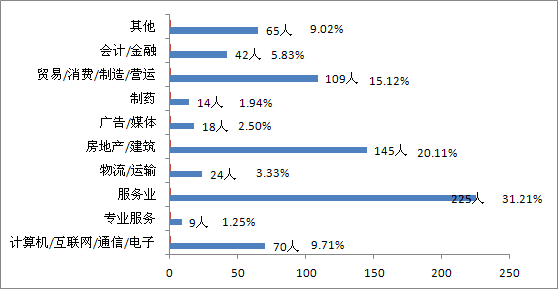 其他 65人 9.02%
会计/金融 42人 5.83%
贸易/消费/制造/营运 109人 15.12%
制药 14人 1.94%
广告/媒体 18人 2.50%
房地产/建筑 145人 20.11%
物流/运输 24人 3.33%
服务业 225人 31.21%
专业服务 9人 1.25%
计算机/互联网/通信/电子 70人 9.71%
0 50 100 150 200 250